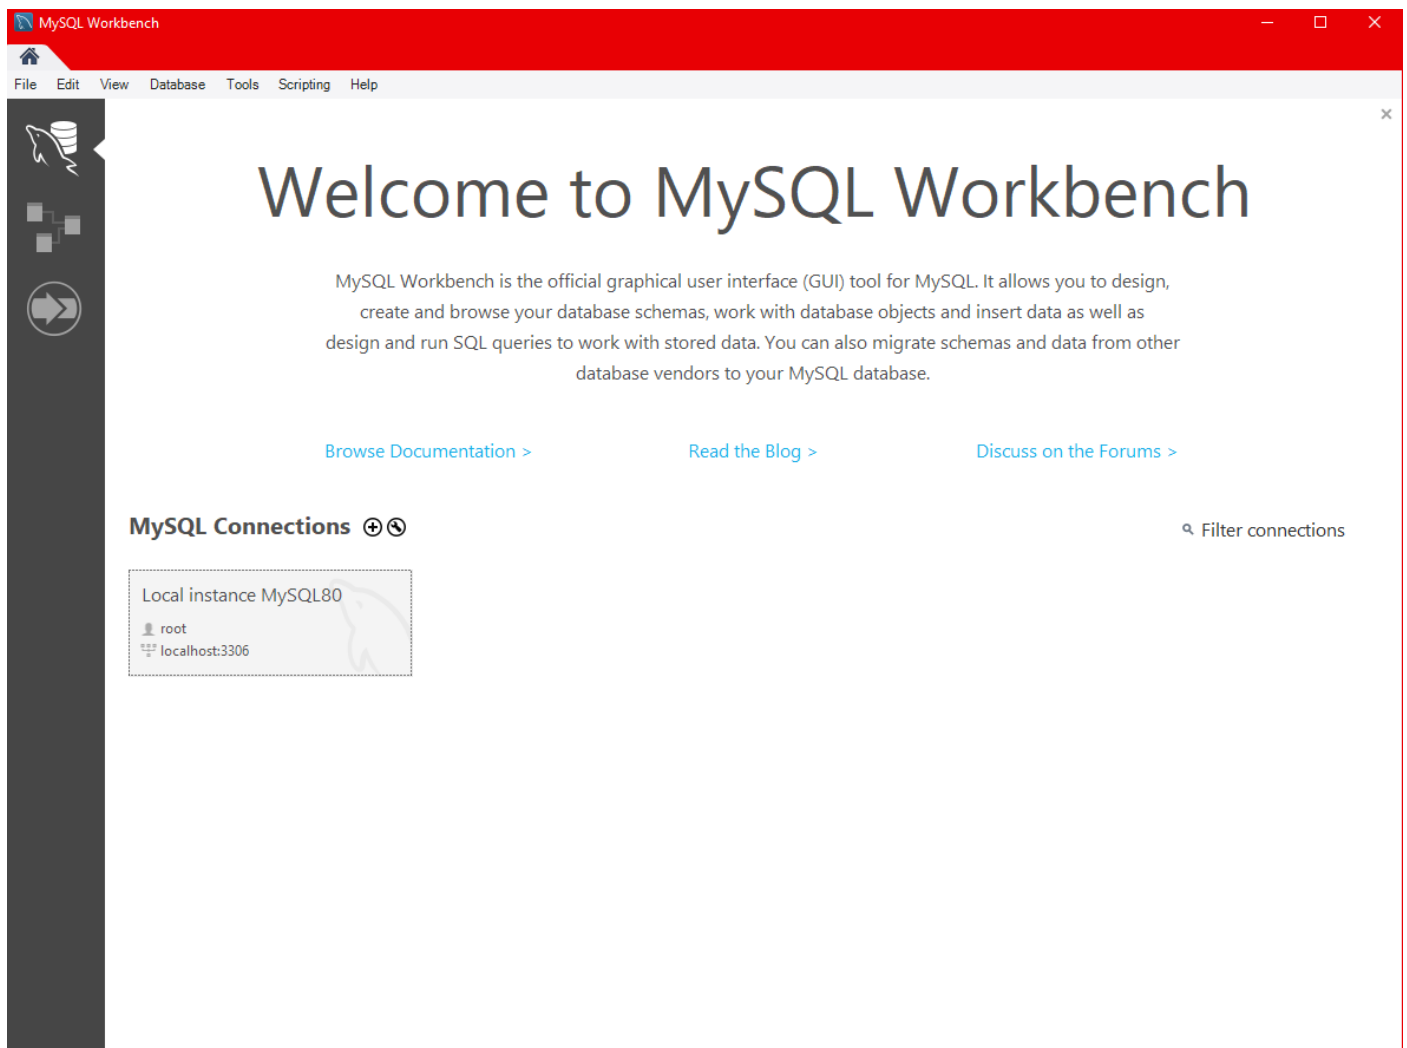 MySQL Workbench
File Edit View Database Tools Scripting Help
Welcome to MySQL Workbench
MySQL Workbench is the official graphical user interface (GUI) tool for MySQL. It allows you to design,
create and browse your database schemas, work with database objects and insert data as well as
design and run SQL queries to work with stored data. You can also migrate schemas and data from other
database vendors to your MySQL database.
Browse Documentation > Read the Blog > Discuss on the Forums >
MySQL Connections Filter connections
Local instance MySQL80
root
localhost:3306